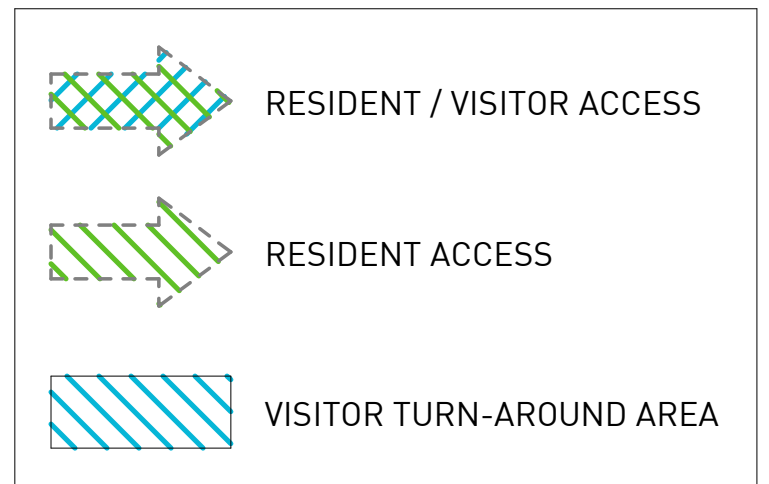 RESIDENT / VISITOR ACCESS
RESIDENT ACCESS
VISITOR TURN-AROUND AREA